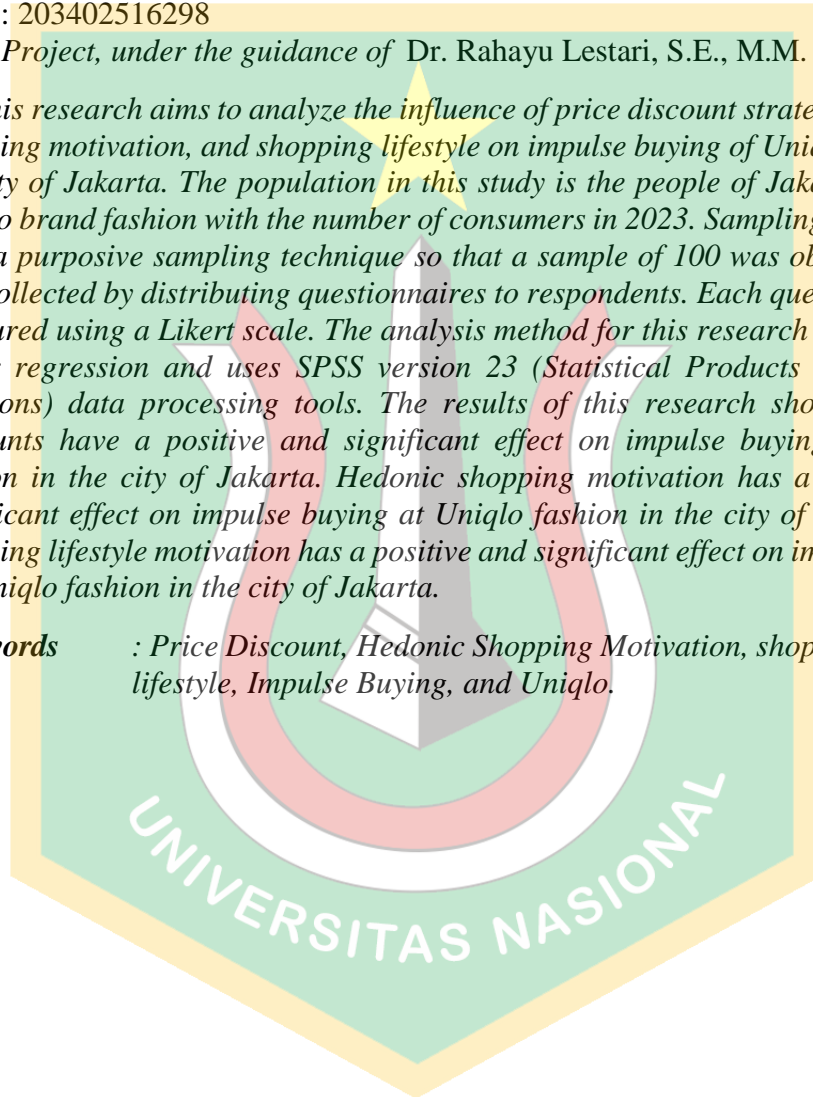 : 203402516298
Project, under the guidance of Dr. Rahayu Lestari, S.E., M.M.
his research aims to analyze the influence of price discount strate
ing motivation, and shopping lifestyle on impulse buying of Uni
ty of Jakarta. The population in this study is the people of Jak
o brand fashion with the number of consumers in 2023. Sampling
a purposive sampling technique so that a sample of 100 was ob
ollected by distributing questionnaires to respondents. Each que
ured using a Likert scale. The analysis method for this research
regression and uses SPSS version 23 (Statistical Products
ons) data processing tools. The results of this research sho
unts have a positive and significant effect on impulse buying
on in the city of Jakarta. Hedonic shopping motivation has a
icant effect on impulse buying at Uniqlo fashion in the city of
ing lifestyle motivation has a positive and significant effect on im
niqlo fashion in the city of Jakarta.
ords : Price Discount, Hedonic Shopping Motivation, shop
lifestyle, Impulse Buying, and Uniqlo.
UNIVERSITAS NASIONAL